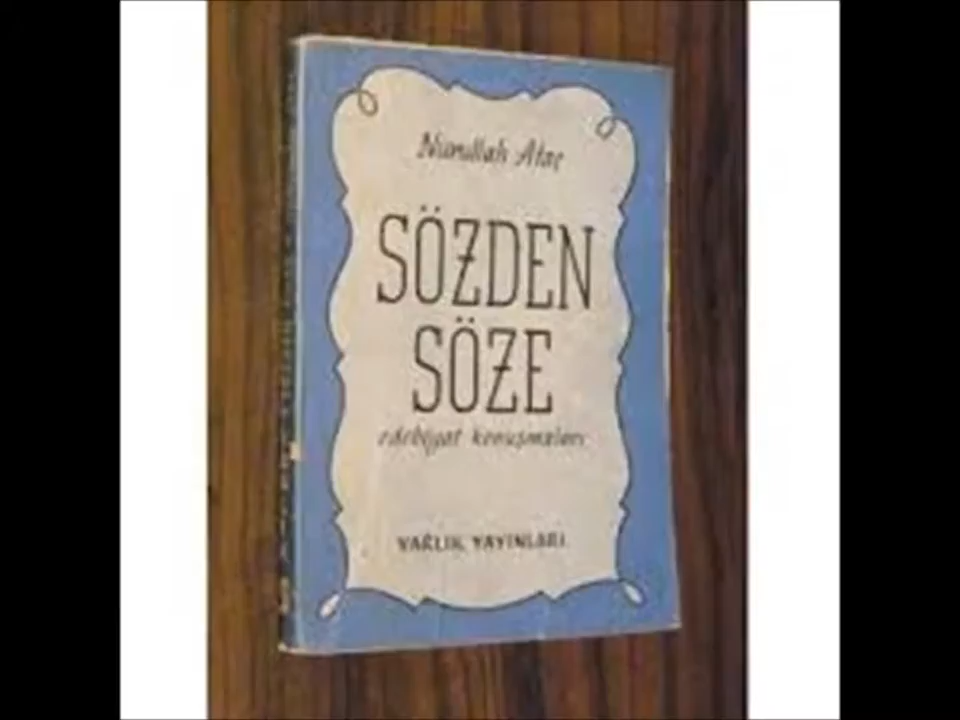 Nurullah Ataç
SÖZDEN
SÖZE
edebiyat konuşmaları
VARLIK YAYINLARI